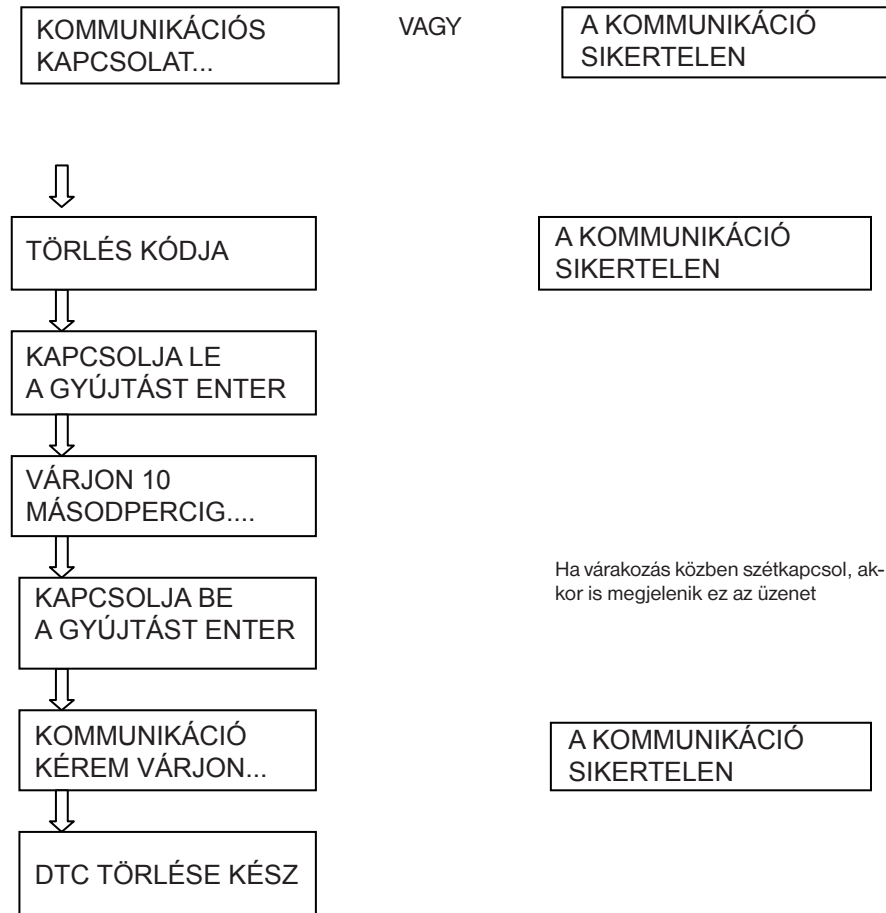 KOMMUNIKÁCIÓS
KAPCSOLAT...
VAGY
A KOMMUNIKÁCIÓ
SIKERTELEN
TÖRLÉS KÓDJA
A KOMMUNIKÁCIÓ
SIKERTELEN
KAPCSOLJA LE
A GYÚJTÁST ENTER
VÁRJON 10
MÁSODPERCIG....
Ha várakozás közben szétkapcsol, ak-
kor is megjelenik ez az üzenet
KAPCSOLJA BE
A GYÚJTÁST ENTER
KOMMUNIKÁCIÓ
KÉREM VÁRJON...
A KOMMUNIKÁCIÓ
SIKERTELEN
DTC TÖRLÉSE KÉSZ